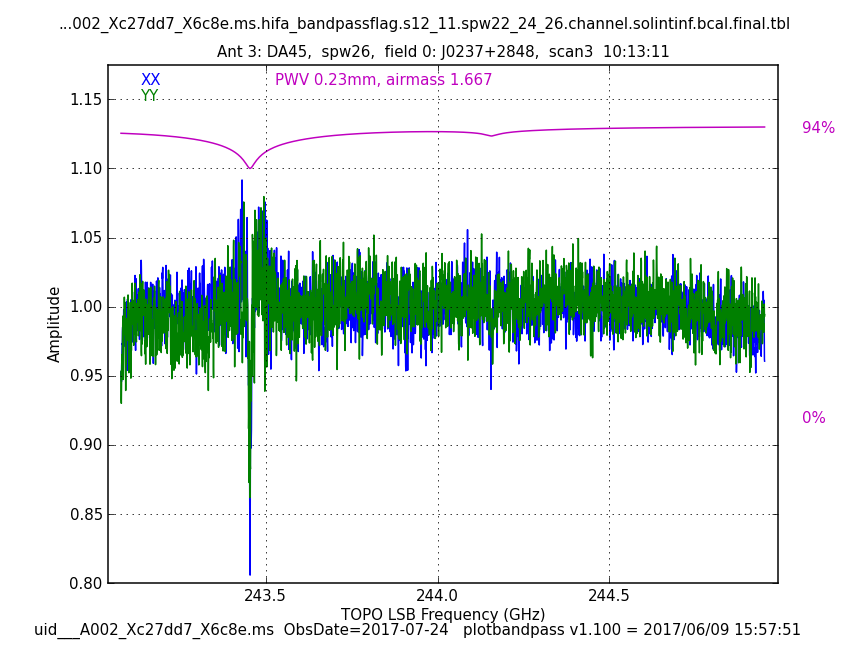 ...002_Xc27dd7_X6c8e.ms.hifa_bandpassflag.s12_11.spw22_24_26.channel.solintinf.bcal.final.tbl
Ant 3: DA45,  spw26,  field 0: J0237+2848,  scan3  10:13:11
XX
PWV 0.23mm, airmass 1.667
YY
1.15
94%
1.10
1.05
1.00
Amplitude
0.95
0%
0.90
0.85
0.80
243.5
244.0
244.5
TOPO LSB Frequency (GHz)
uid___A002_Xc27dd7_X6c8e.ms  ObsDate=2017-07-24   plotbandpass v1.100 = 2017/06/09 15:57:51